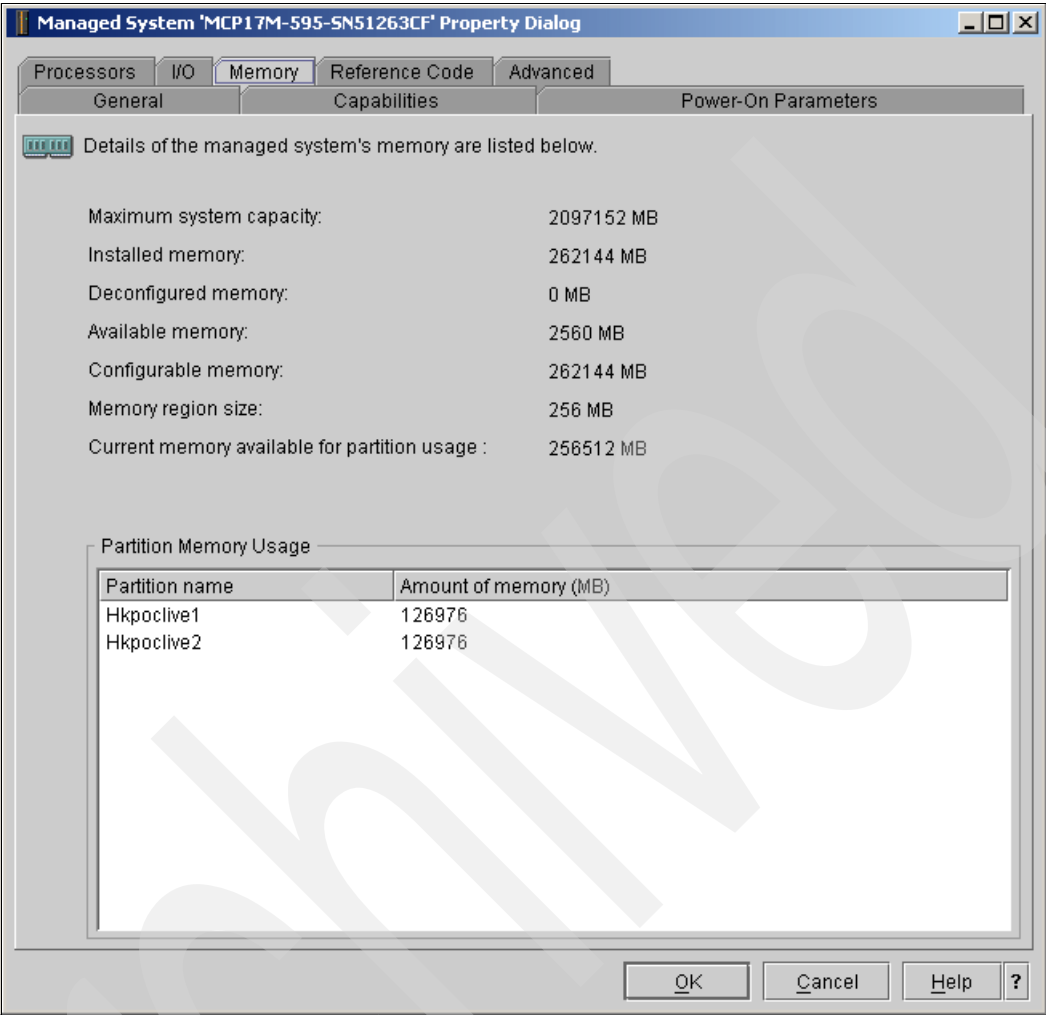 Managed System 'MCP17M-595-SN51263CF' Property Dialog
Processors I/O Memory Reference Code Advanced
General Capabilities Power-On Parameters
Details of the managed system's memory are listed below.
Maximum system capacity: 2097152 MB
Installed memory: 262144 MB
Deconfigured memory: 0 MB
Available memory: 2560 MB
Configurable memory: 262144 MB
Memory region size: 256 MB
Current memory available for partition usage : 256512 MB
Partition Memory Usage
Partition name Amount of memory (MB)
Hkpoclive1 126976
Hkpoclive2 126976
OK Cancel Help ?